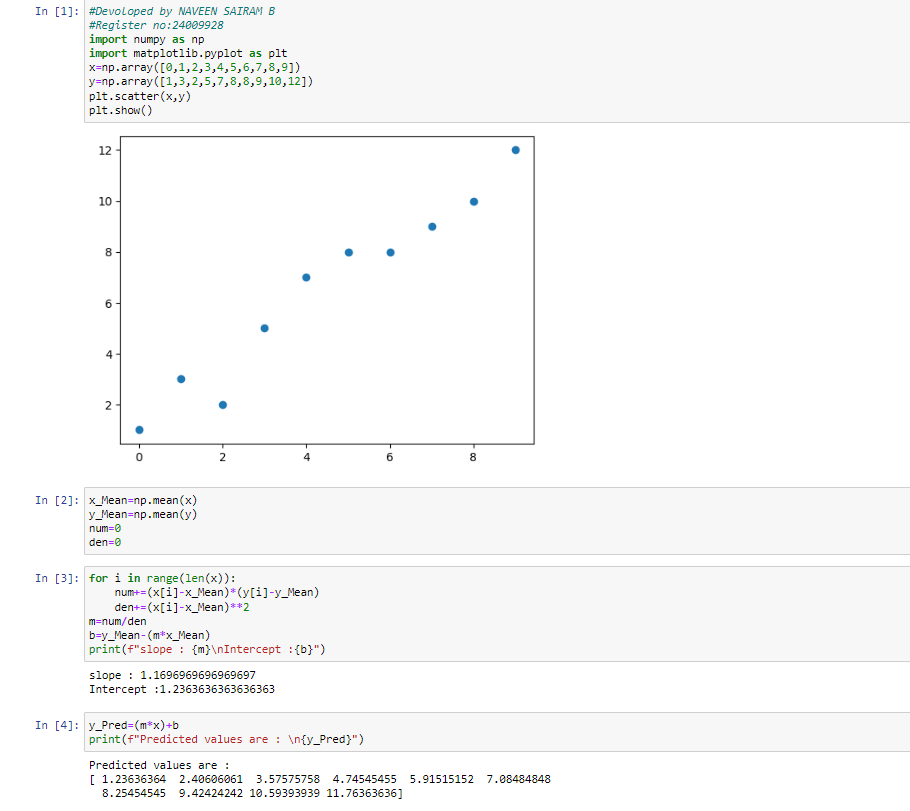 In [1]: #Devoloped by NAVEEN SAIRAM B
#Register no:24009928
import numpy as np
import matplotlib.pyplot as plt
x=np.array([0,1,2,3,4,5,6,7,8,9])
y=np.array([1,3,2,5,7,8,8,9,10,12])
plt.scatter(x,y)
plt.show()
12
10
8
6
4
2
0 2 4 6 8
In [2]: x_Mean=np.mean(x)
y_Mean=np.mean(y)
num=0
den=0
In [3]: for i in range(len(x)):
num+=(x[i]-x_Mean)*(y[i]-y_Mean)
den+=(x[i]-x_Mean)**2
m=num/den
b=y_Mean-(m*x_Mean)
print(f"slope : {m}\nIntercept :{b}")
slope : 1.1696969696969697
Intercept :1.2363636363636363
In [4]: y_Pred=(m*x)+b
print(f"Predicted values are : \n{y_Pred}")
Predicted values are :
[ 1.23636364 2.40606061 3.57575758 4.74545455 5.91515152 7.08484848
8.25454545 9.42424242 10.59393939 11.76363636]